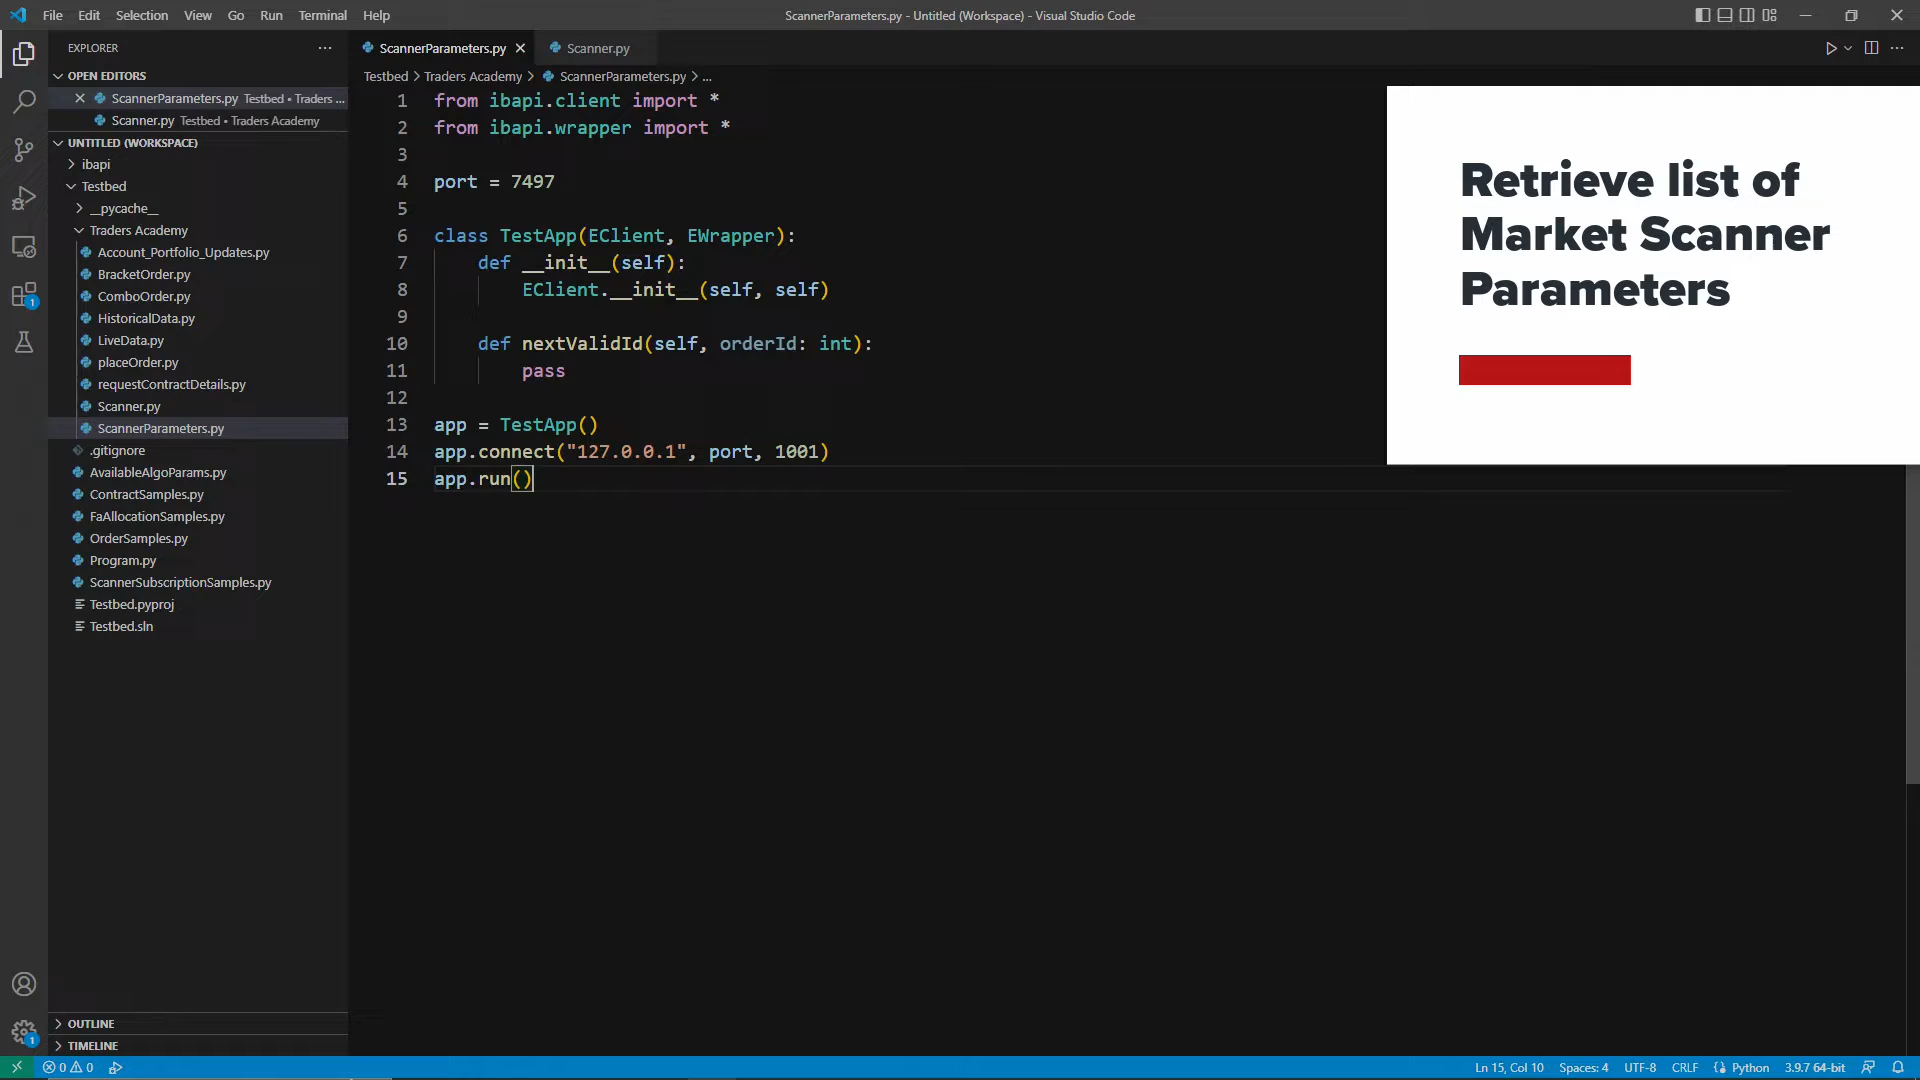 File Edit Selection View Go Run Terminal Help
ScannerParameters.py - Untitled (Workspace) - Visual Studio Code
EXPLORER
OPEN EDITORS
ScannerParameters.py Testbed • Traders ...
Scanner.py Testbed • Traders Academy
UNTITLED (WORKSPACE)
ibapi
Testbed
__pycache__
Traders Academy
Account_Portfolio_Updates.py
BracketOrder.py
ComboOrder.py
HistoricalData.py
LiveData.py
placeOrder.py
requestContractDetails.py
Scanner.py
ScannerParameters.py
.gitignore
AvailableAlgoParams.py
ContractSamples.py
FaAllocationSamples.py
OrderSamples.py
Program.py
ScannerSubscriptionSamples.py
Testbed.pyproj
Testbed.sln
OUTLINE
TIMELINE
1
1
ScannerParameters.py
Scanner.py
Testbed > Traders Academy > ScannerParameters.py > ...
1 from ibapi.client import *
2 from ibapi.wrapper import *
3
4 port = 7497
5
6 class TestApp(EClient, EWrapper):
7 def __init__(self):
8 EClient.__init__(self, self)
9
10 def nextValidId(self, orderId: int):
11 pass
12
13 app = TestApp()
14 app.connect("127.0.0.1", port, 1001)
15 app.run()
Retrieve list of
Market Scanner
Parameters
0 0
Ln 15, Col 10 Spaces: 4 UTF-8 CRLF Python 3.9.7 64-bit